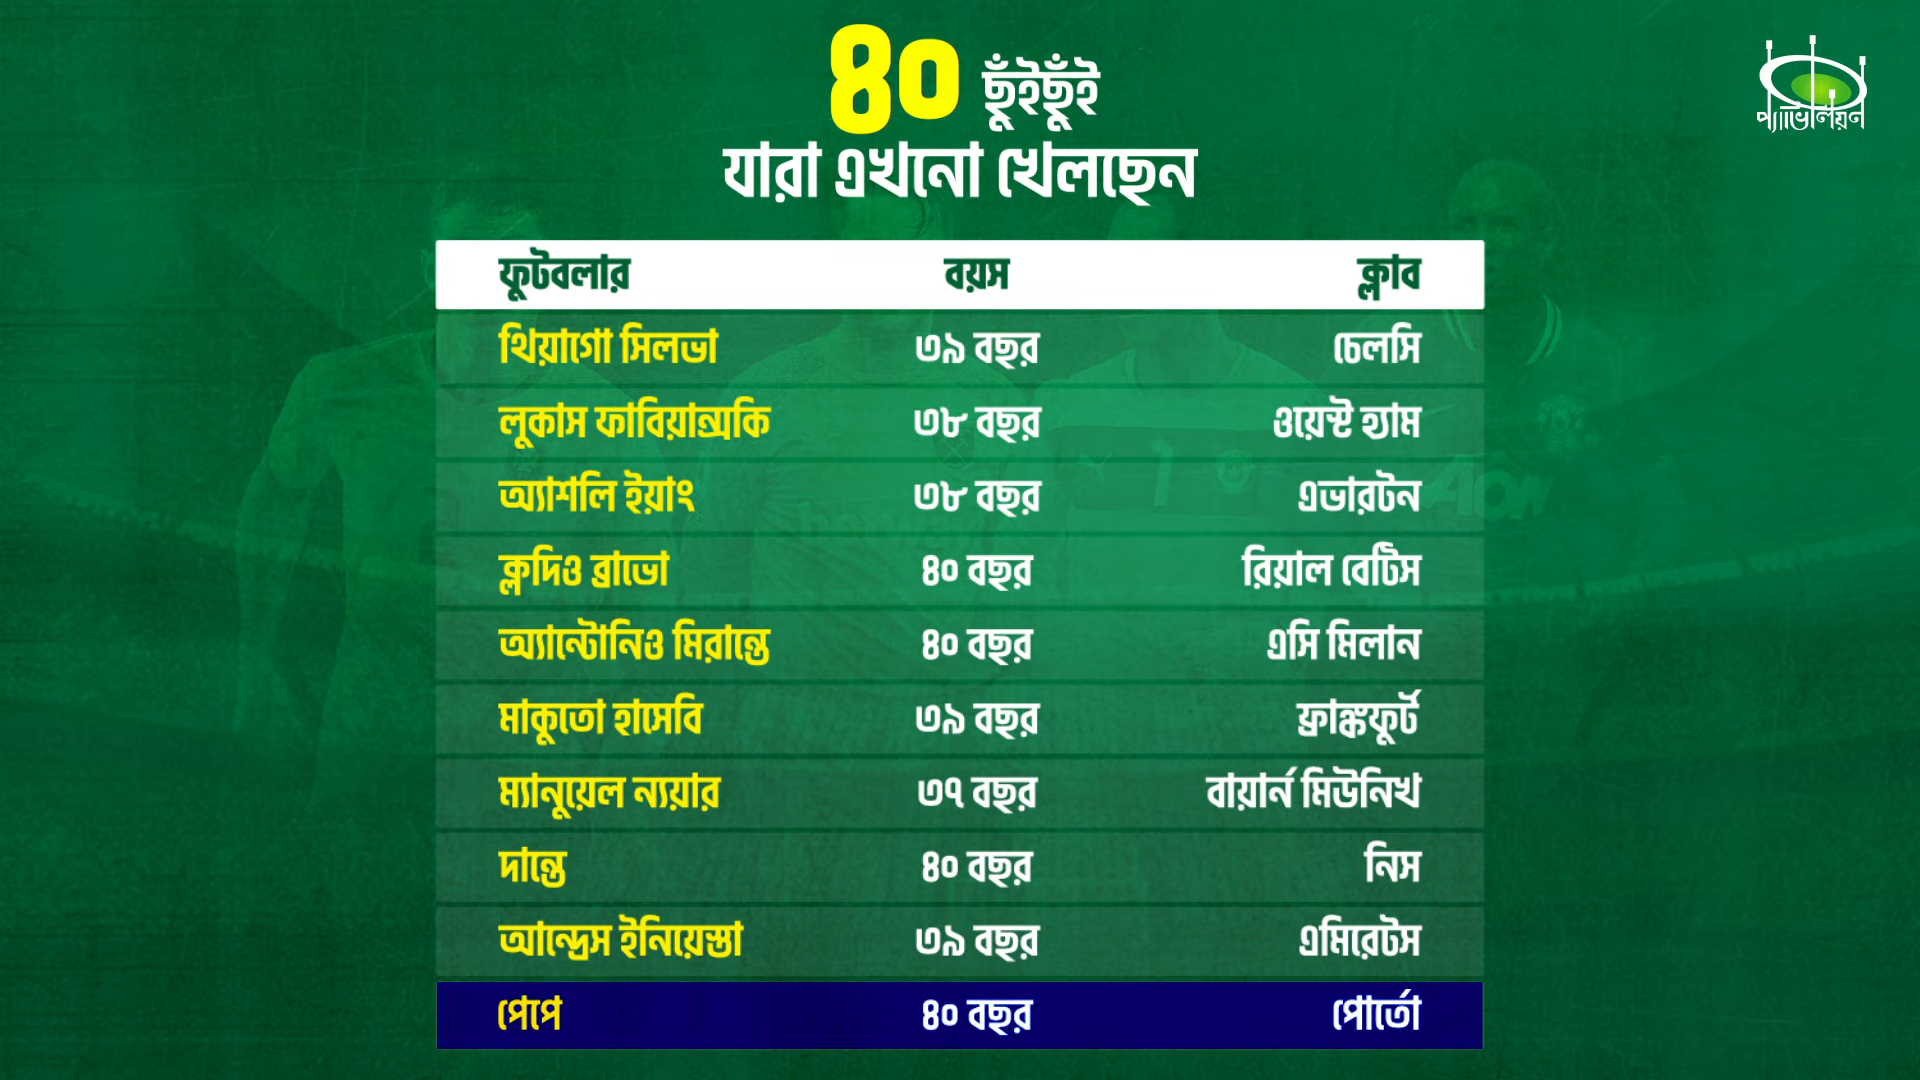 ৪০ ছুঁইছুঁই
যারা এখনো খেলছেন
প্যাভিলিয়ন
ফুটবলার বয়স ক্লাব
থিয়াগো সিলভা ৩৯ বছর চেলসি
লুকাস ফাবিয়ান্সকি ৩৮ বছর ওয়েস্ট হ্যাম
অ্যাশলি ইয়াং ৩৮ বছর এভারটন
ক্লদিও ব্রাভো ৪০ বছর রিয়াল বেটিস
অ্যান্টোনিও মিরান্তে ৪০ বছর এসি মিলান
মাকুতো হাসেবি ৩৯ বছর ফ্রাঙ্কফুর্ট
ম্যানুয়েল ন্যয়ার ৩৭ বছর বায়ার্ন মিউনিখ
দান্তে ৪০ বছর নিস
আন্দ্রেস ইনিয়েস্তা ৩৯ বছর এমিরেটস
পেপে ৪০ বছর পোর্তো